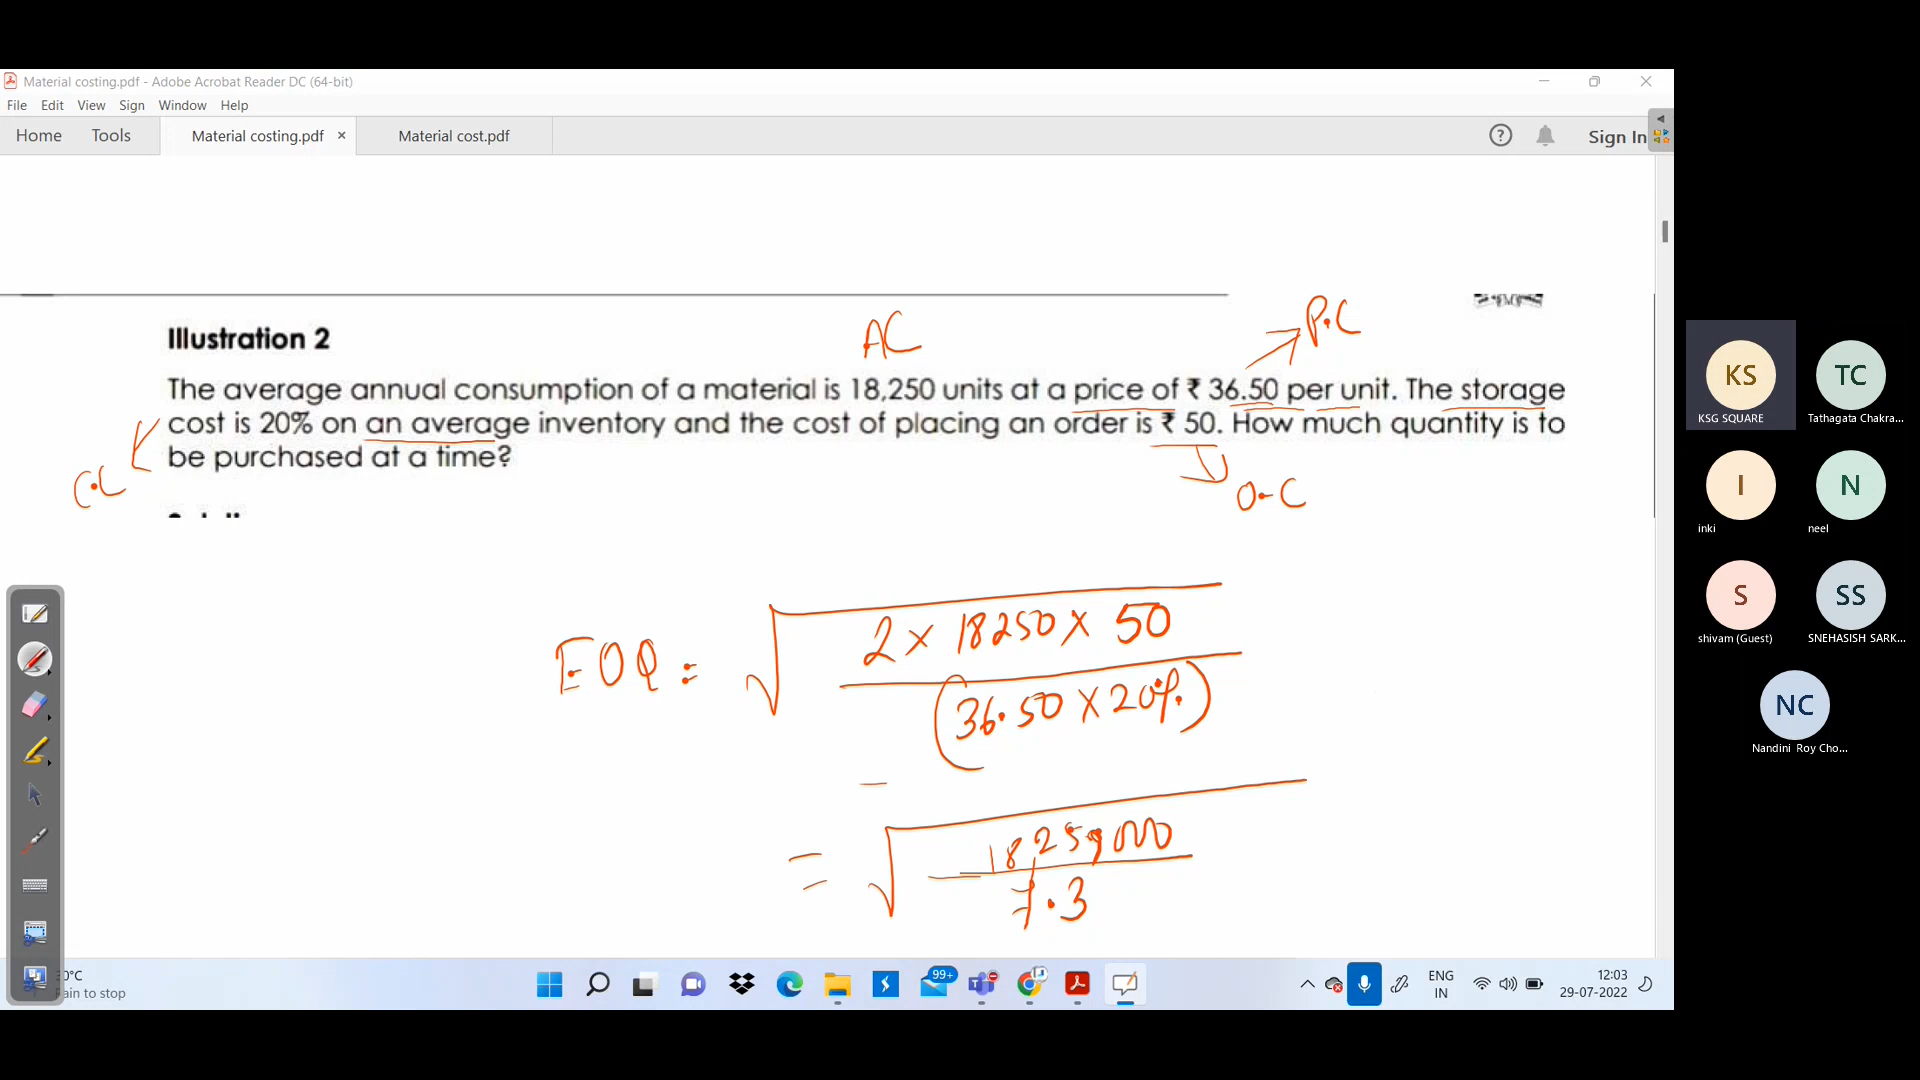 Material costing.pdf - Adobe Acrobat Reader DC (64-bit)
File Edit View Sign Window Help
Home Tools Material costing.pdf × Material cost.pdf Sign In
Illustration 2
AC
P.C
The average annual consumption of a material is 18,250 units at a price of ₹ 36.50 per unit. The storage
cost is 20% on an average inventory and the cost of placing an order is ₹ 50. How much quantity is to
be purchased at a time?
C.C
O.C
EOQ = √ 2 × 18250 × 50
(36.50 × 20%)
= √
7.3
KS
KSG SQUARE
TC
Tathagata Chakra...
I
inki
N
neel
S
shivam (Guest)
SS
SNEHASISH SARK...
NC
Nandini Roy Cho...
0°C
ain to stop
99+
ENG
IN
12:03
29-07-2022